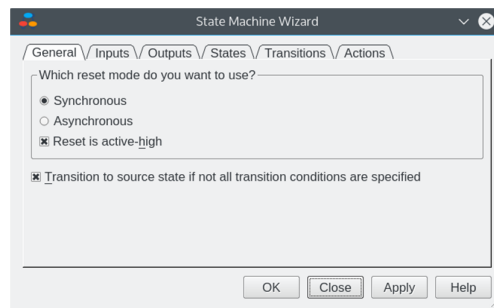 State Machine Wizard
General Inputs Outputs States Transitions Actions
Which reset mode do you want to use?
Synchronous
Asynchronous
Reset is active-high
Transition to source state if not all transition conditions are specified
OK Close Apply Help